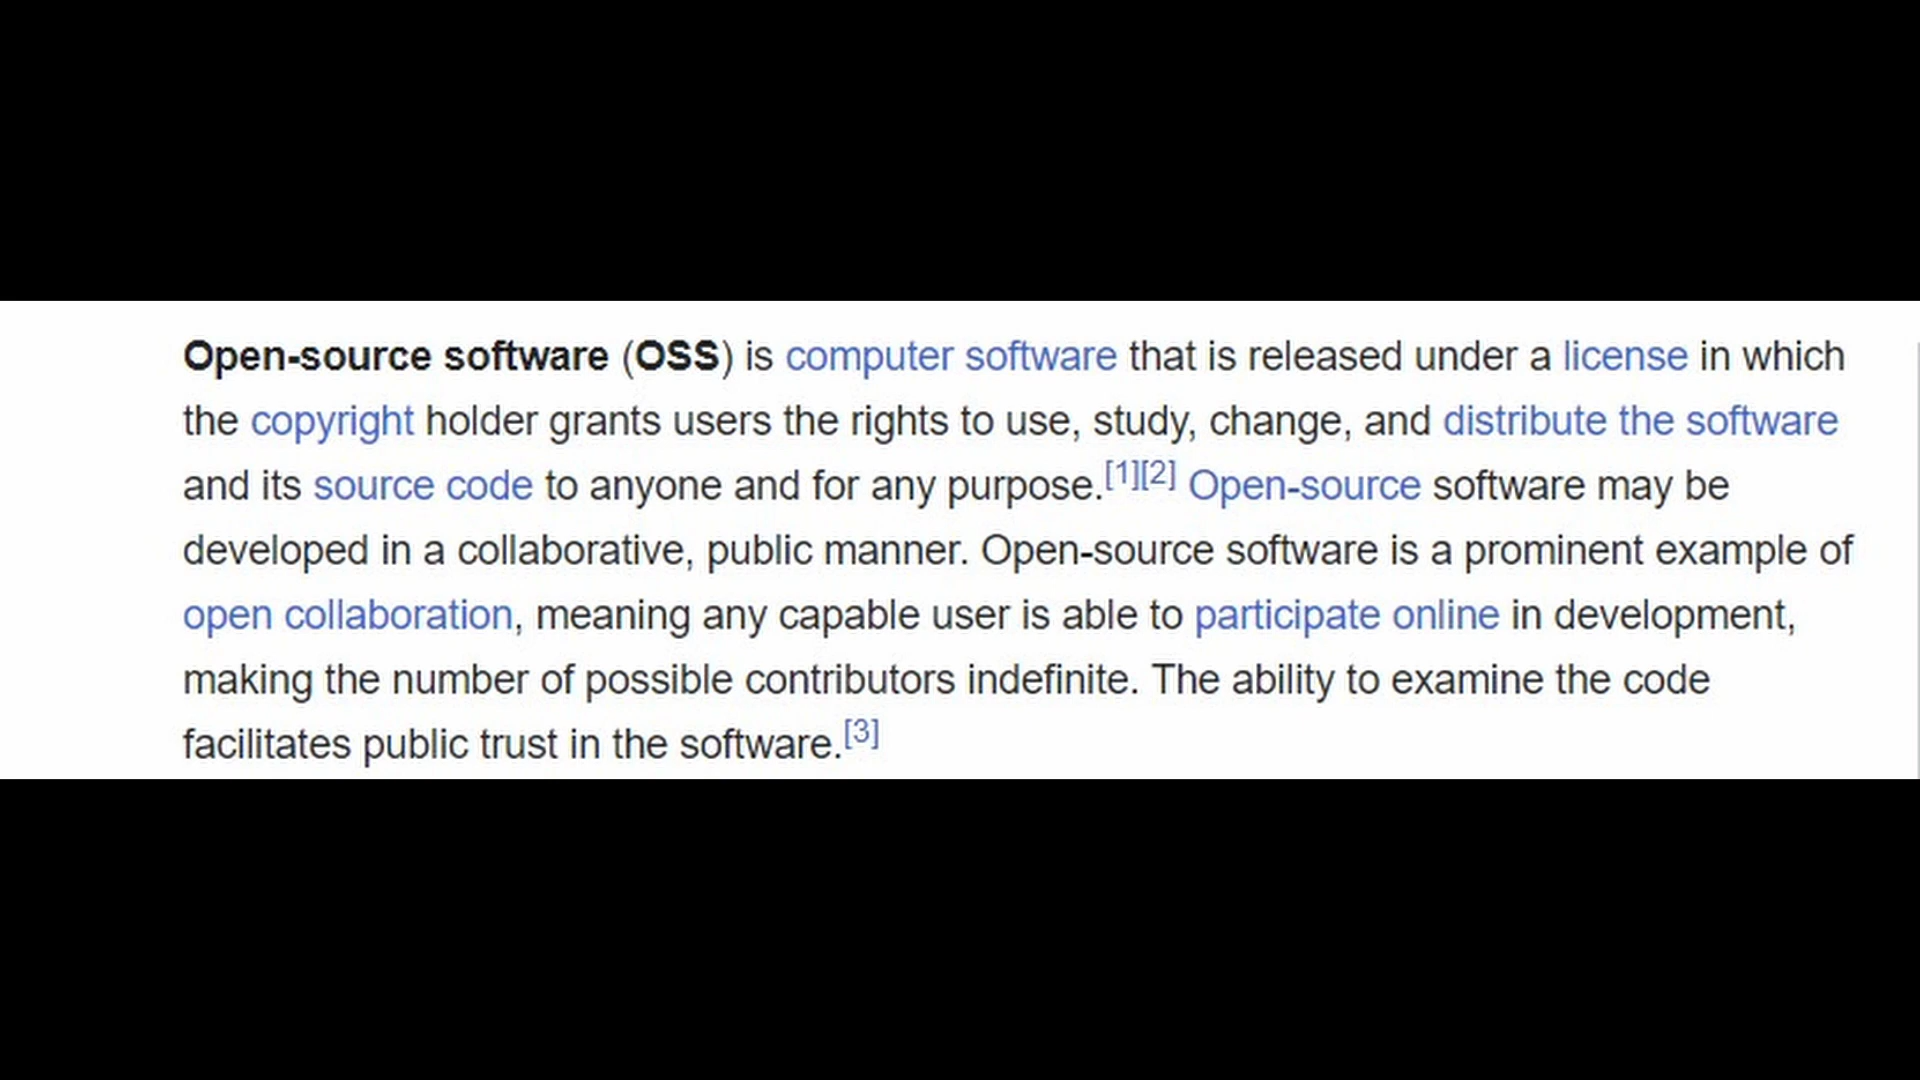 Open-source software (OSS) is computer software that is released under a license in which
the copyright holder grants users the rights to use, study, change, and distribute the software
and its source code to anyone and for any purpose.[1][2] Open-source software may be
developed in a collaborative, public manner. Open-source software is a prominent example of
open collaboration, meaning any capable user is able to participate online in development,
making the number of possible contributors indefinite. The ability to examine the code
facilitates public trust in the software.[3]